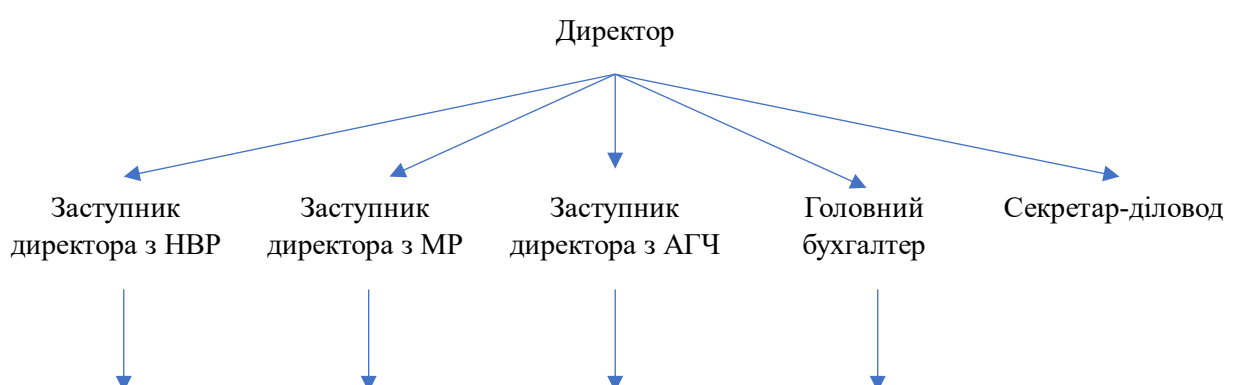 Директор
Заступник
директора з НВР
Заступник
директора з МР
Заступник
директора з АГЧ
Головний
бухгалтер
Секретар-діловод